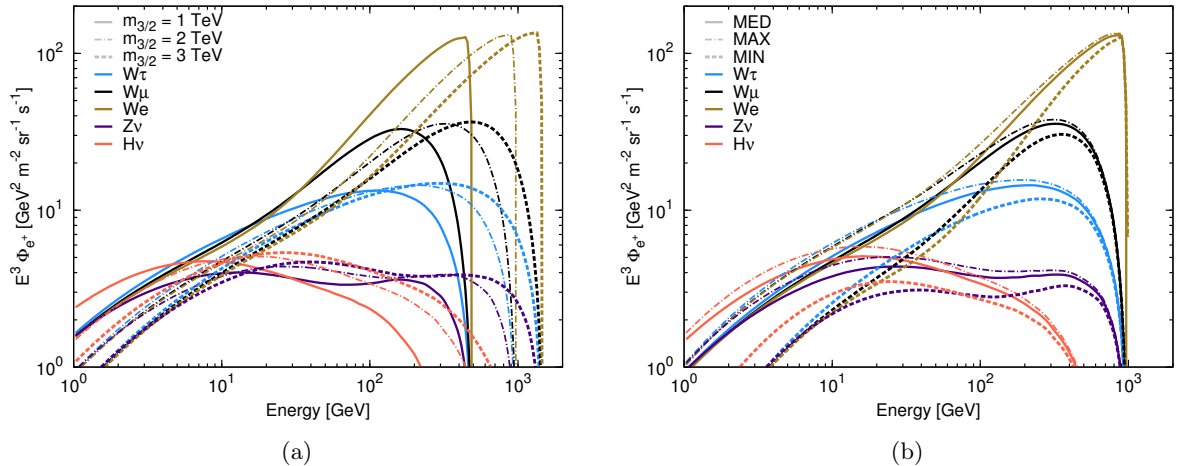 m3/2 = 1 TeV
m3/2 = 2 TeV
m3/2 = 3 TeV
Wτ
Wμ
We
Zν
Hν
10^2
10^1
10^0
E^3 Φe+ [GeV^2 m^-2 sr^-1 s^-1]
10^0 10^1 10^2 10^3
Energy [GeV]
(a)
MED
MAX
MIN
Wτ
Wμ
We
Zν
Hν
10^2
10^1
10^0
E^3 Φe+ [GeV^2 m^-2 sr^-1 s^-1]
10^0 10^1 10^2 10^3
Energy [GeV]
(b)